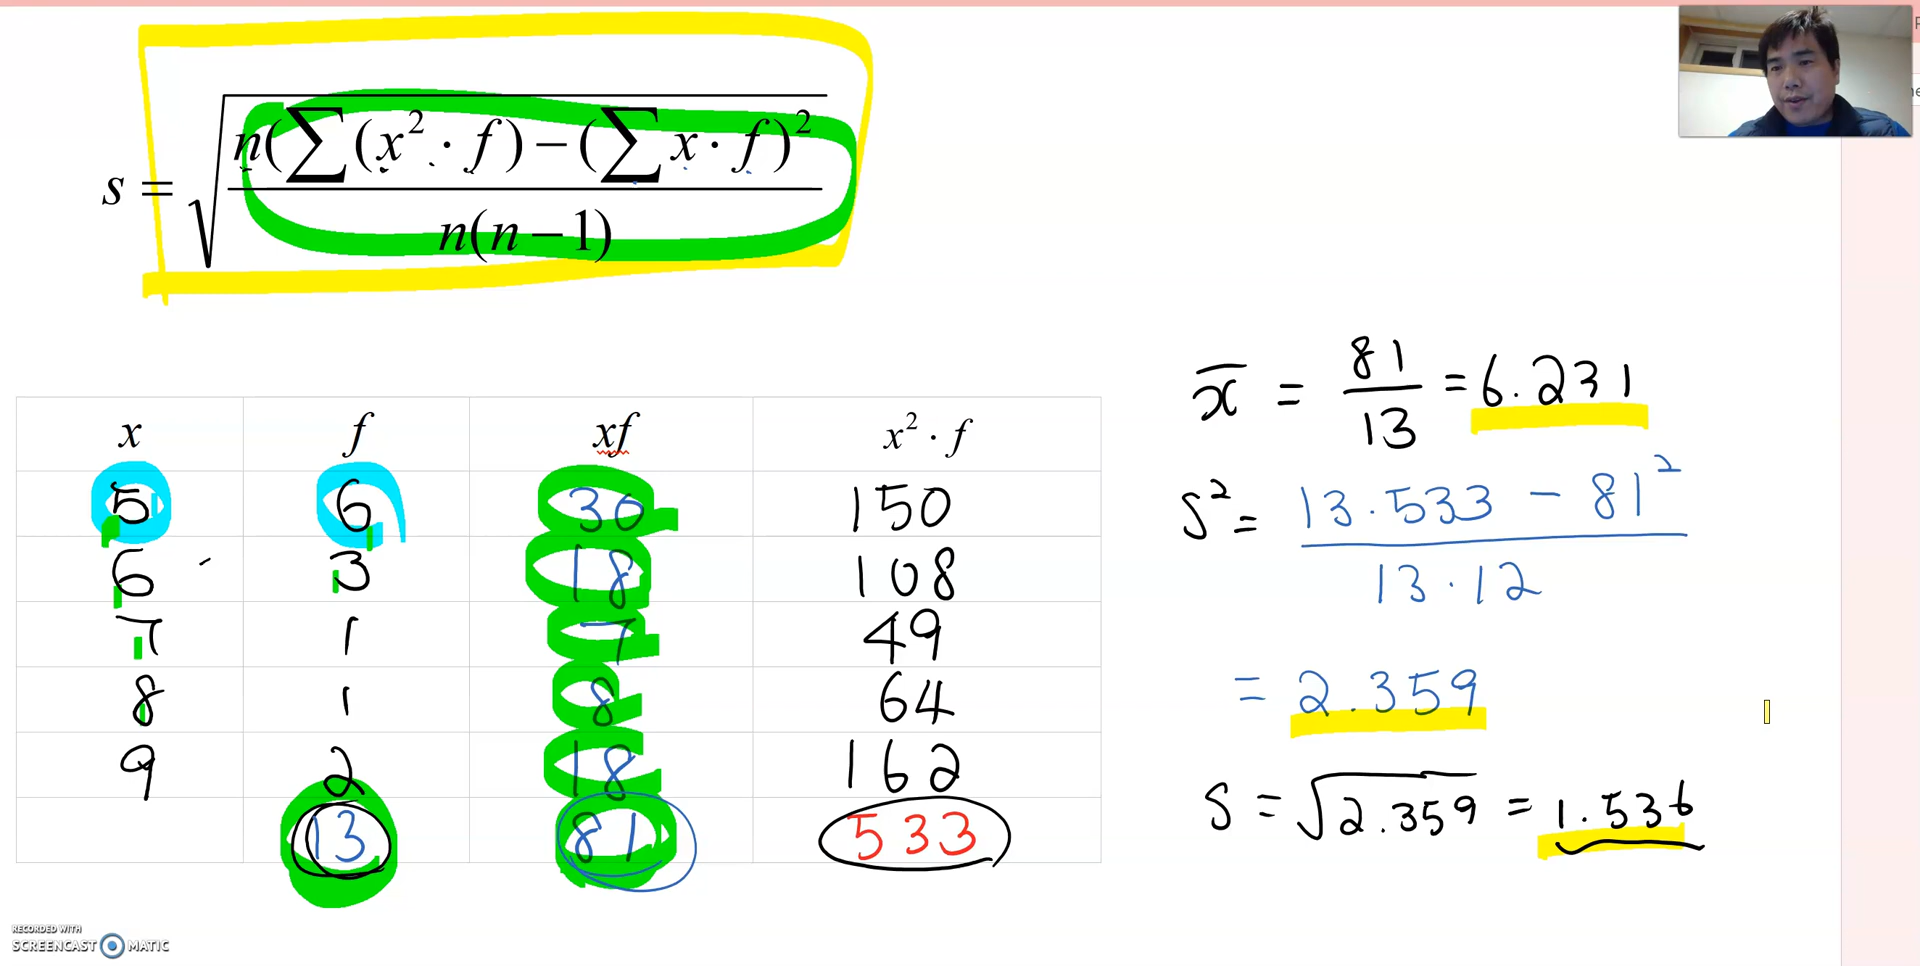 s = √(n(∑(x² · f) − (∑ x · f)²) / n(n − 1)
x f xf x² · f
5 6 30 150
6 3 18 108
7 1 7 49
8 1 8 64
9 2 18 162
13 81 533
x̄ = 81/13 = 6.231
S² = (13.533 − 81²) / 13.12
= 2.359
S = √2.359 = 1.536
RECORDED WITH
SCREENCAST MATIC